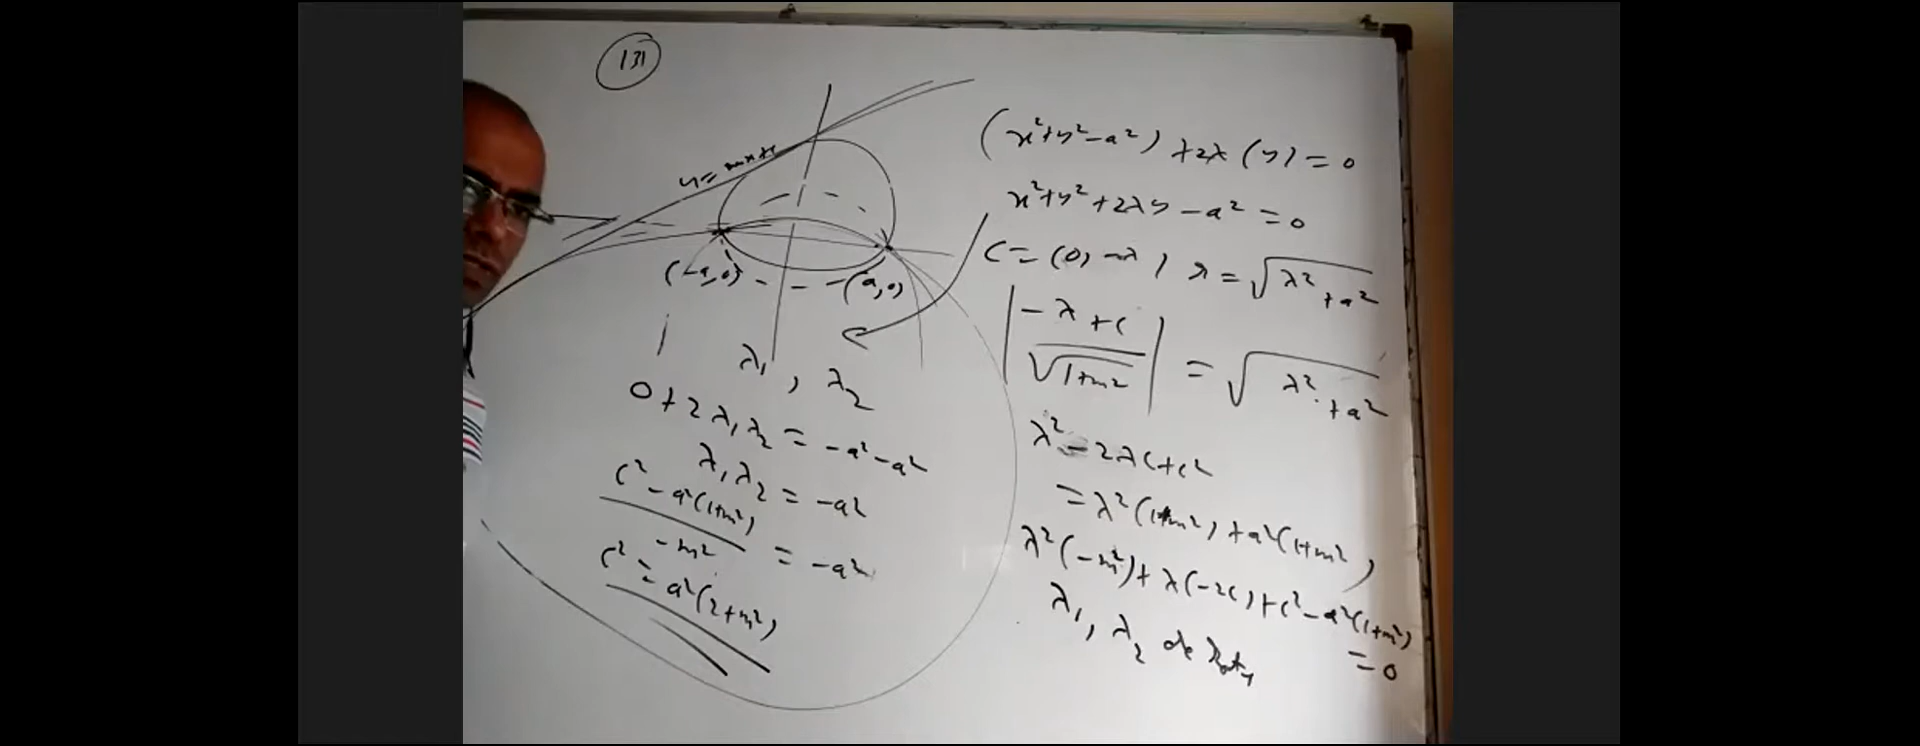 131
y = mx+c
(-a,0)
(a,0)
λ₁, λ₂
0 + 2λ₁λ₂ = -a²-a²
λ₁λ₂ = -a²
c² - a²(1+m²)
-m²
= -a²
c² = a²(2+m²)
(x²+y²-a²) + 2λ(y) = 0
x²+y²+2λy - a² = 0
C = (0, -λ) r = √λ²+a²
|-λ+c / √1+m²| = √λ²+a²
λ² - 2λc+c²
= λ²(1+m²) + a²(1+m²)
λ²(-m²) + λ(-2c) + c² - a²(1+m²)
= 0
λ₁, λ₂